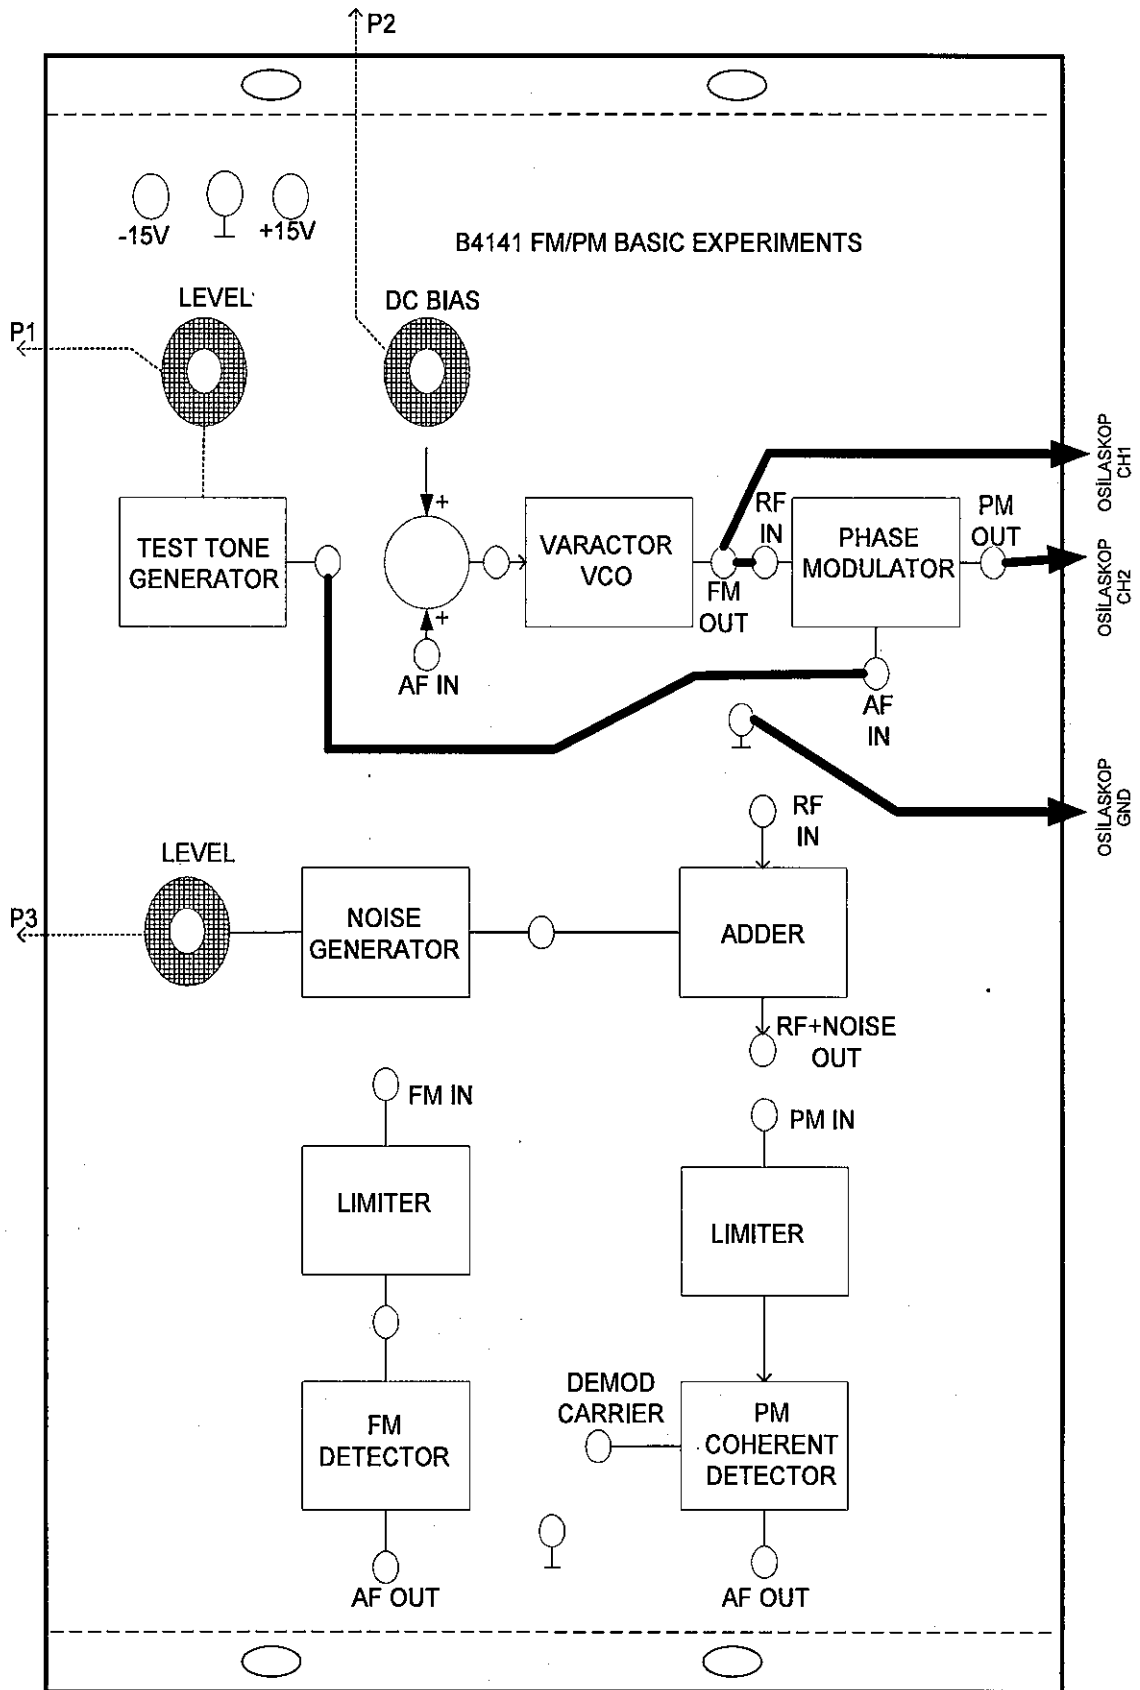 P2
-15V
+15V
B4141 FM/PM BASIC EXPERIMENTS
LEVEL
DC BIAS
P1
OSİLASKOP
CH1
TEST TONE
GENERATOR
+
+
AF IN
VARACTOR
VCO
FM
OUT
RF
IN
PHASE
MODULATOR
PM
OUT
OSİLASKOP
CH2
AF
IN
OSİLASKOP
GND
RF
IN
LEVEL
P3
NOISE
GENERATOR
ADDER
RF+NOISE
OUT
FM IN
PM IN
LIMITER
LIMITER
DEMOD
CARRIER
FM
DETECTOR
PM
COHERENT
DETECTOR
AF OUT
AF OUT